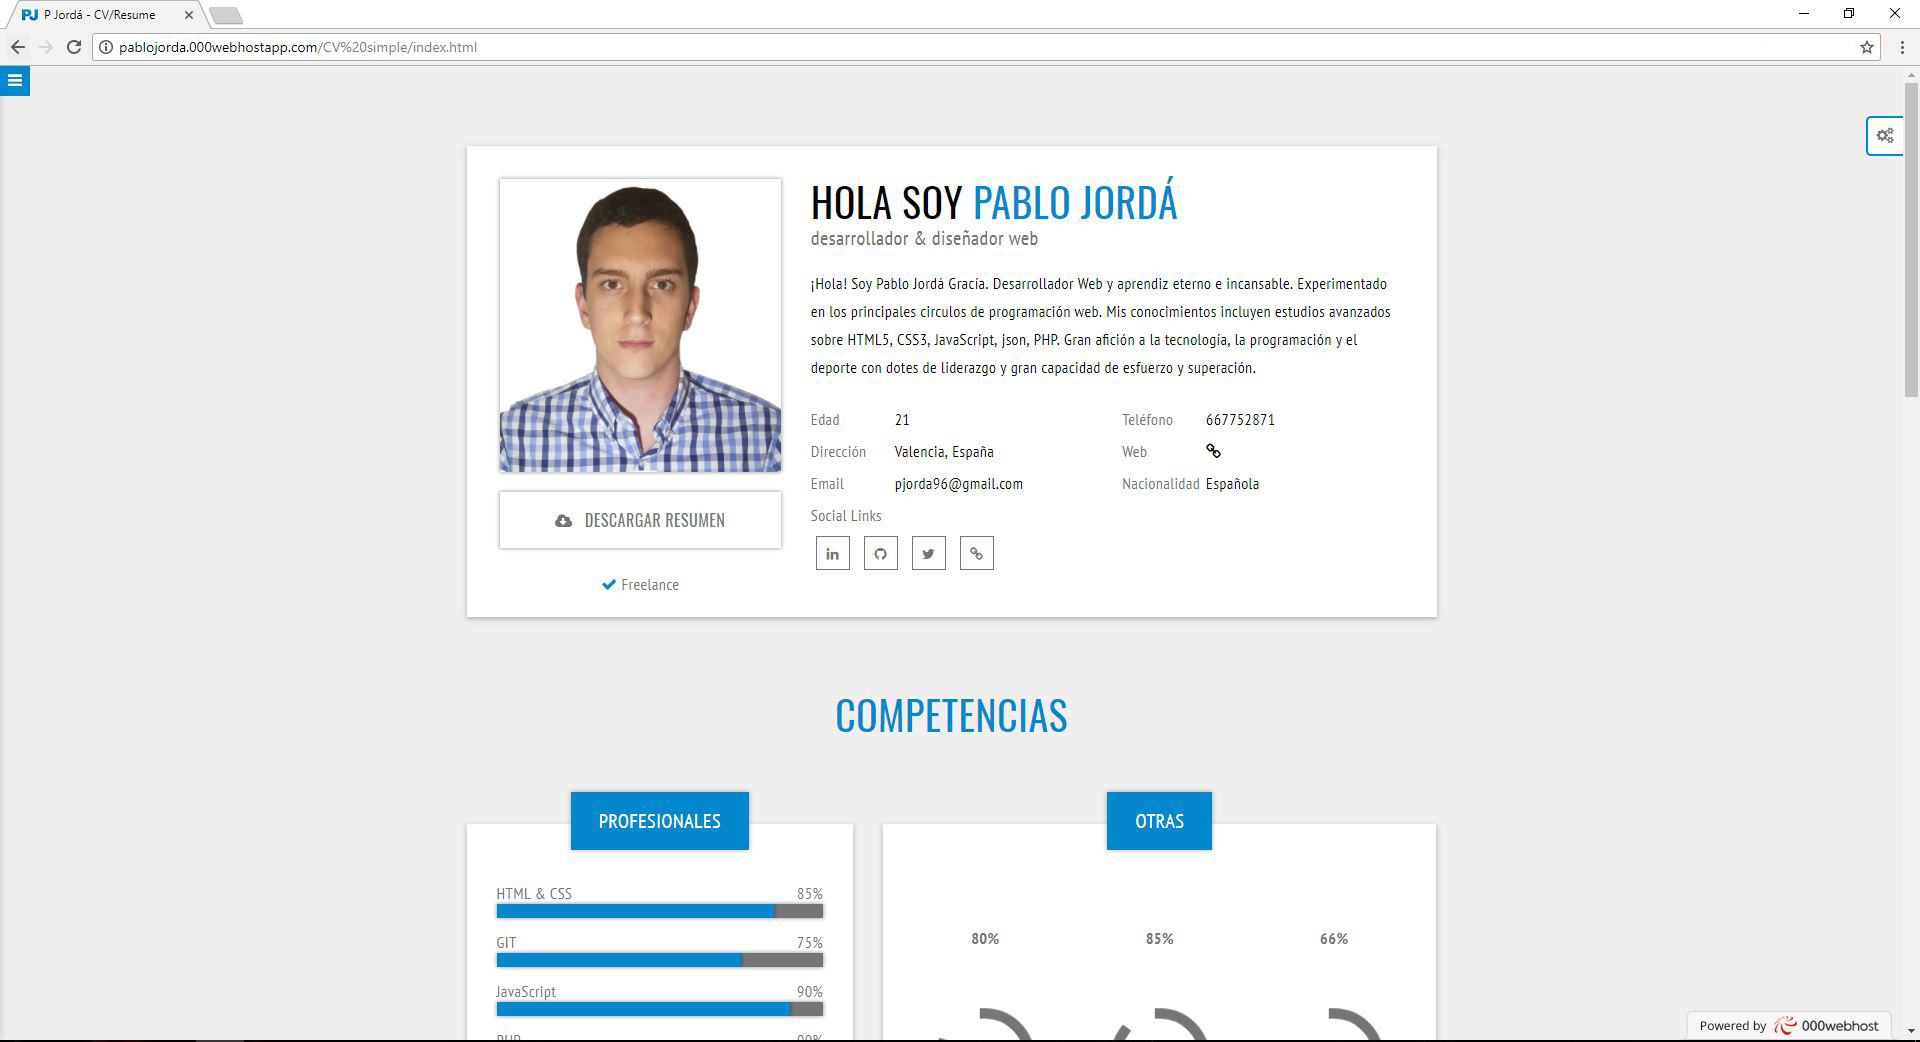 PJ P Jordá - CV/Resume
pablojorda.000webhostapp.com/CV%20simple/index.html
HOLA SOY PABLO JORDÁ
desarrollador & diseñador web
¡Hola! Soy Pablo Jordá Gracía. Desarrollador Web y aprendiz eterno e incansable. Experimentado
en los principales circulos de programación web. Mis conocimientos incluyen estudios avanzados
sobre HTML5, CSS3, JavaScript, json, PHP. Gran afición a la tecnología, la programación y el
deporte con dotes de liderazgo y gran capacidad de esfuerzo y superación.
Edad 21 Teléfono 667752871
Dirección Valencia, España Web
Email pjorda96@gmail.com Nacionalidad Española
Social Links
in
DESCARGAR RESUMEN
Freelance
COMPETENCIAS
PROFESIONALES
HTML & CSS 85%
GIT 75%
JavaScript 90%
PHP 90%
OTRAS
80% 85% 66%
Powered by 000webhost